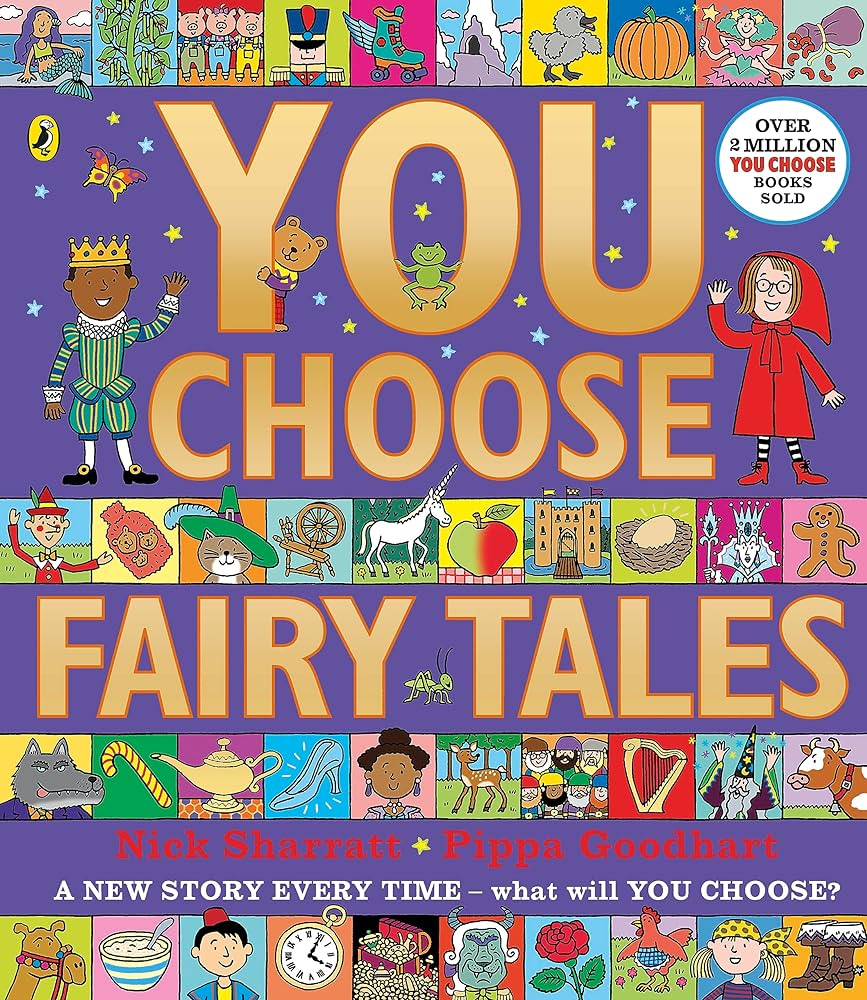 YOU
OVER
2 MILLION
YOU CHOOSE
BOOKS
SOLD
CHOOSE
FAIRY TALES
Nick Sharratt Pippa Goodhart
A NEW STORY EVERY TIME – what will YOU CHOOSE?